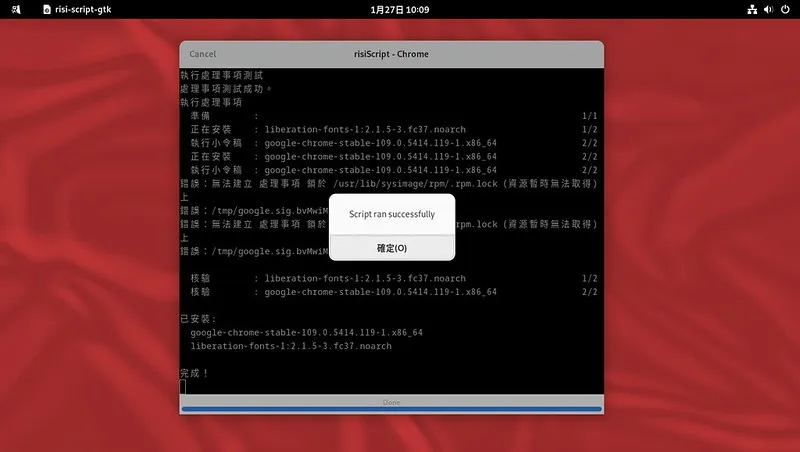 risi-script-gtk
1月27日 10:09
Cancel
risiScript - Chrome
執行處理事項測試
處理事項測試成功。
執行處理事項
準備 : 1/1
正在安裝 : liberation-fonts-1:2.1.5-3.fc37.noarch 1/2
執行小令稿 : google-chrome-stable-109.0.5414.119-1.x86_64 2/2
正在安裝 : google-chrome-stable-109.0.5414.119-1.x86_64 2/2
執行小令稿 : google-chrome-stable-109.0.5414.119-1.x86_64 2/2
錯誤：無法建立 處理事項 鎖於 /usr/lib/sysimage/rpm/.rpm.lock (資源暫時無法取得)
上
錯誤：/tmp/google.sig.bvMwiM
錯誤：無法建立 處理事項 鎖於 rpm.lock (資源暫時無法取得)
上
錯誤：/tmp/google.sig.bvMwiM
Script ran successfully
確定(O)
核驗 : liberation-fonts-1:2.1.5-3.fc37.noarch 1/2
核驗 : google-chrome-stable-109.0.5414.119-1.x86_64 2/2
已安裝:
google-chrome-stable-109.0.5414.119-1.x86_64
liberation-fonts-1:2.1.5-3.fc37.noarch
完成！
Done